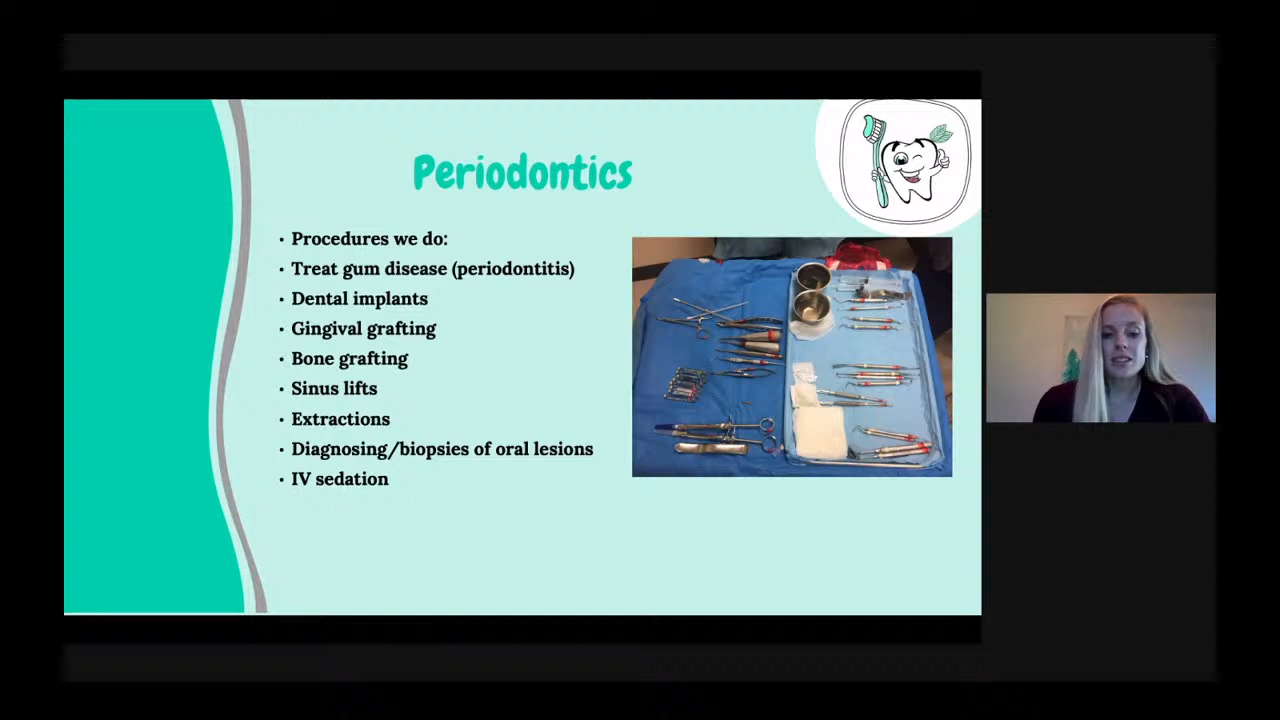 Periodontics
• Procedures we do:
• Treat gum disease (periodontitis)
• Dental implants
• Gingival grafting
• Bone grafting
• Sinus lifts
• Extractions
• Diagnosing/biopsies of oral lesions
• IV sedation